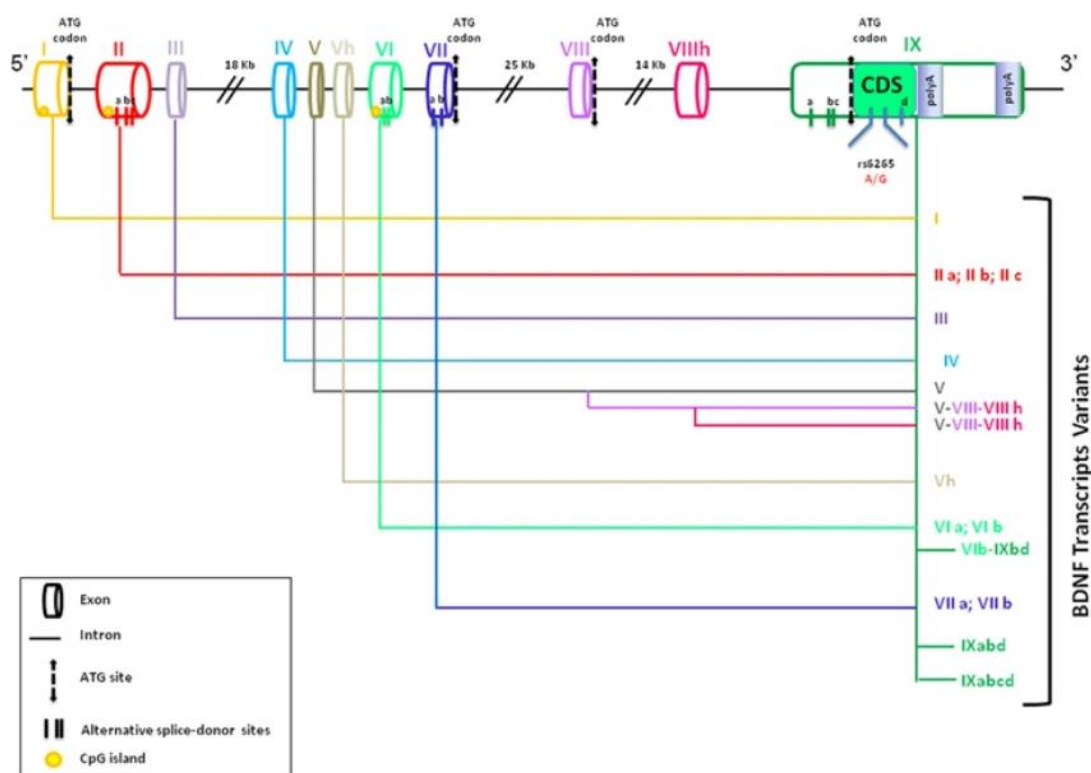 ATG
codon
ATG
codon
ATG
codon
ATG
codon
I
II
III
IV
V
Vh
VI
VII
VIII
VIIIh
IX
5’
18 Kb
25 Kb
14 Kb
3’
CDS
polyA
polyA
a bc
ab
a b
a
bc
d
rs6265
A/G
I
II a; II b; II c
III
IV
V
V-VIII-VIII h
V-VIII-VIII h
Vh
VI a; VI b
VIb-IXbd
VII a; VII b
IXabd
IXabcd
BDNF Transcripts Variants
Exon
Intron
ATG site
Alternative splice-donor sites
CpG island